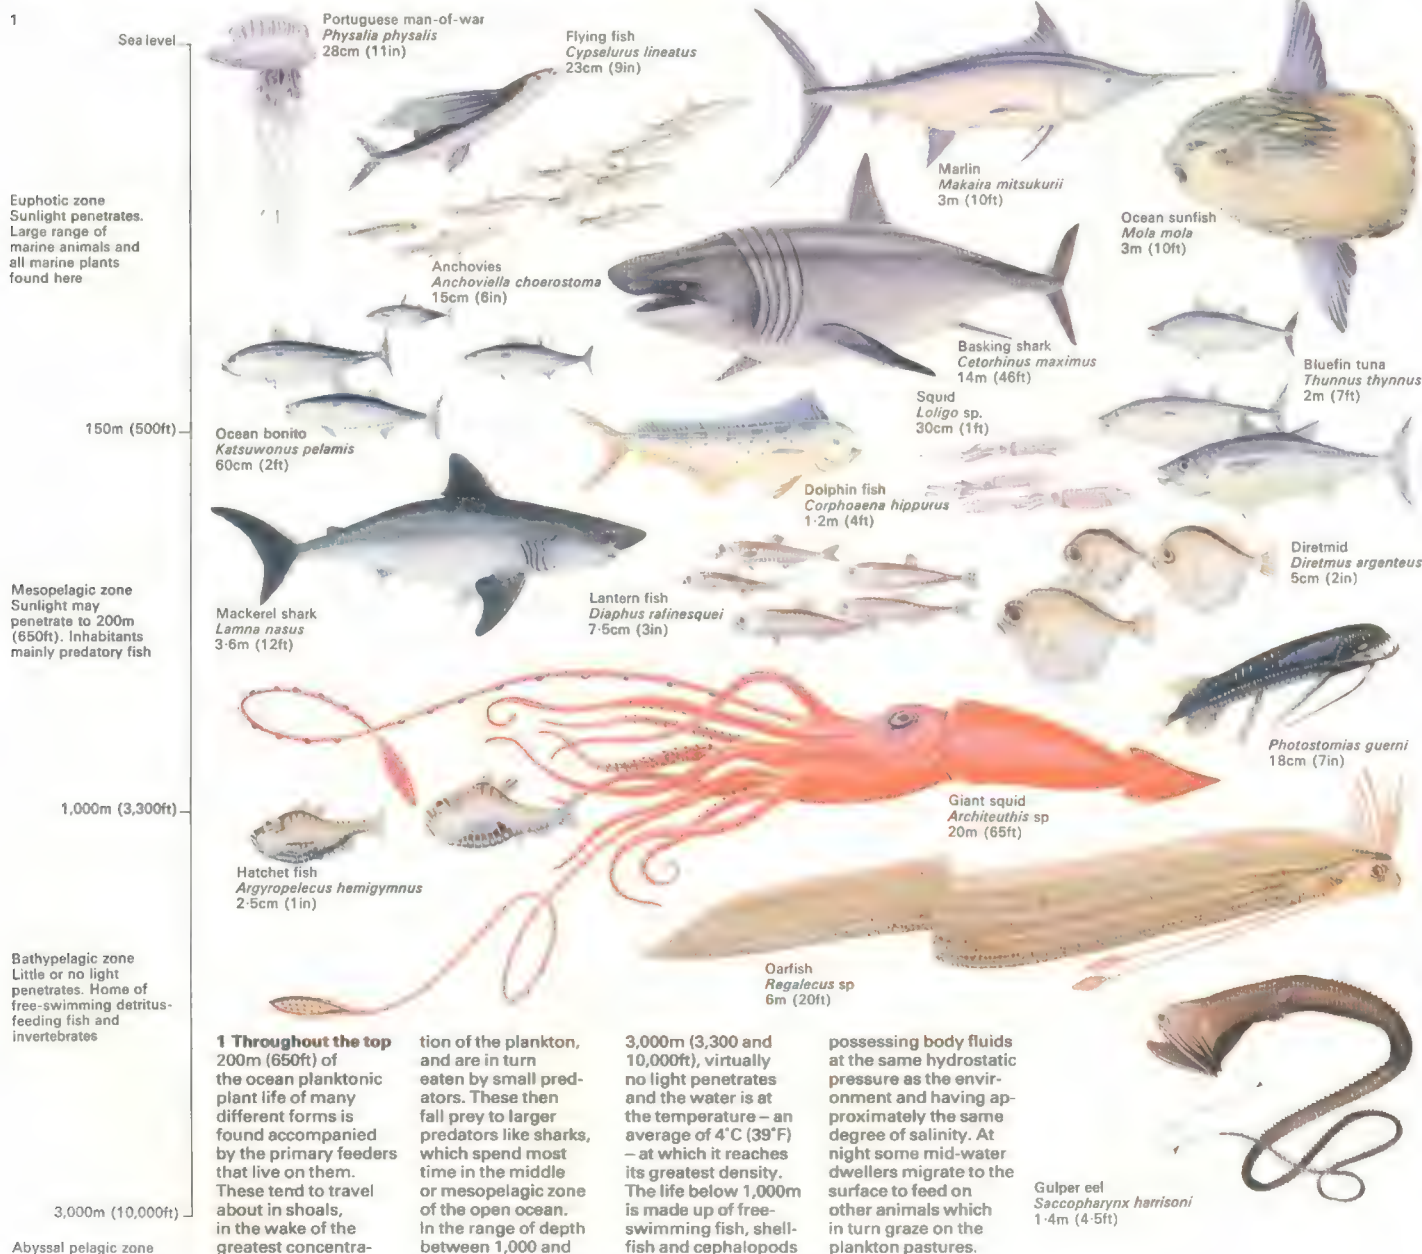 1
Sea level
Portuguese man-of-war
Physalia physalis
28cm (11in)
Flying fish
Cypselurus lineatus
23cm (9in)
Marlin
Makaira mitsukurii
3m (10ft)
Ocean sunfish
Mola mola
3m (10ft)
Euphotic zone
Sunlight penetrates.
Large range of
marine animals and
all marine plants
found here
Anchovies
Anchoviella choerostoma
15cm (6in)
Basking shark
Cetorhinus maximus
14m (46ft)
Bluefin tuna
Thunnus thynnus
2m (7ft)
Squid
Loligo sp.
30cm (1ft)
150m (500ft)
Ocean bonito
Katsuwonus pelamis
60cm (2ft)
Dolphin fish
Corphoaena hippurus
1·2m (4ft)
Diretmid
Diretmus argenteus
5cm (2in)
Mesopelagic zone
Sunlight may
penetrate to 200m
(650ft). Inhabitants
mainly predatory fish
Mackerel shark
Lamna nasus
3·6m (12ft)
Lantern fish
Diaphus rafinesquei
7·5cm (3in)
Photostomias guerni
18cm (7in)
1,000m (3,300ft)
Giant squid
Architeuthis sp
20m (65ft)
Hatchet fish
Argyropelecus hemigymnus
2·5cm (1in)
Oarfish
Regalecus sp
6m (20ft)
Bathypelagic zone
Little or no light
penetrates. Home of
free-swimming detritus-
feeding fish and
invertebrates
1 Throughout the top
200m (650ft) of
the ocean planktonic
plant life of many
different forms is
found accompanied
by the primary feeders
that live on them.
These tend to travel
about in shoals,
in the wake of the
greatest concentra-
tion of the plankton,
and are in turn
eaten by small pred-
ators. These then
fall prey to larger
predators like sharks,
which spend most
time in the middle
or mesopelagic zone
of the open ocean.
In the range of depth
between 1,000 and
3,000m (3,300 and
10,000ft), virtually
no light penetrates
and the water is at
the temperature – an
average of 4°C (39°F)
– at which it reaches
its greatest density.
The life below 1,000m
is made up of free-
swimming fish, shell-
fish and cephalopods
possessing body fluids
at the same hydrostatic
pressure as the envir-
onment and having ap-
proximately the same
degree of salinity. At
night some mid-water
dwellers migrate to the
surface to feed on
other animals which
in turn graze on the
plankton pastures.
Gulper eel
Saccopharynx harrisoni
1·4m (4·5ft)
3,000m (10,000ft)
Abyssal pelagic zone